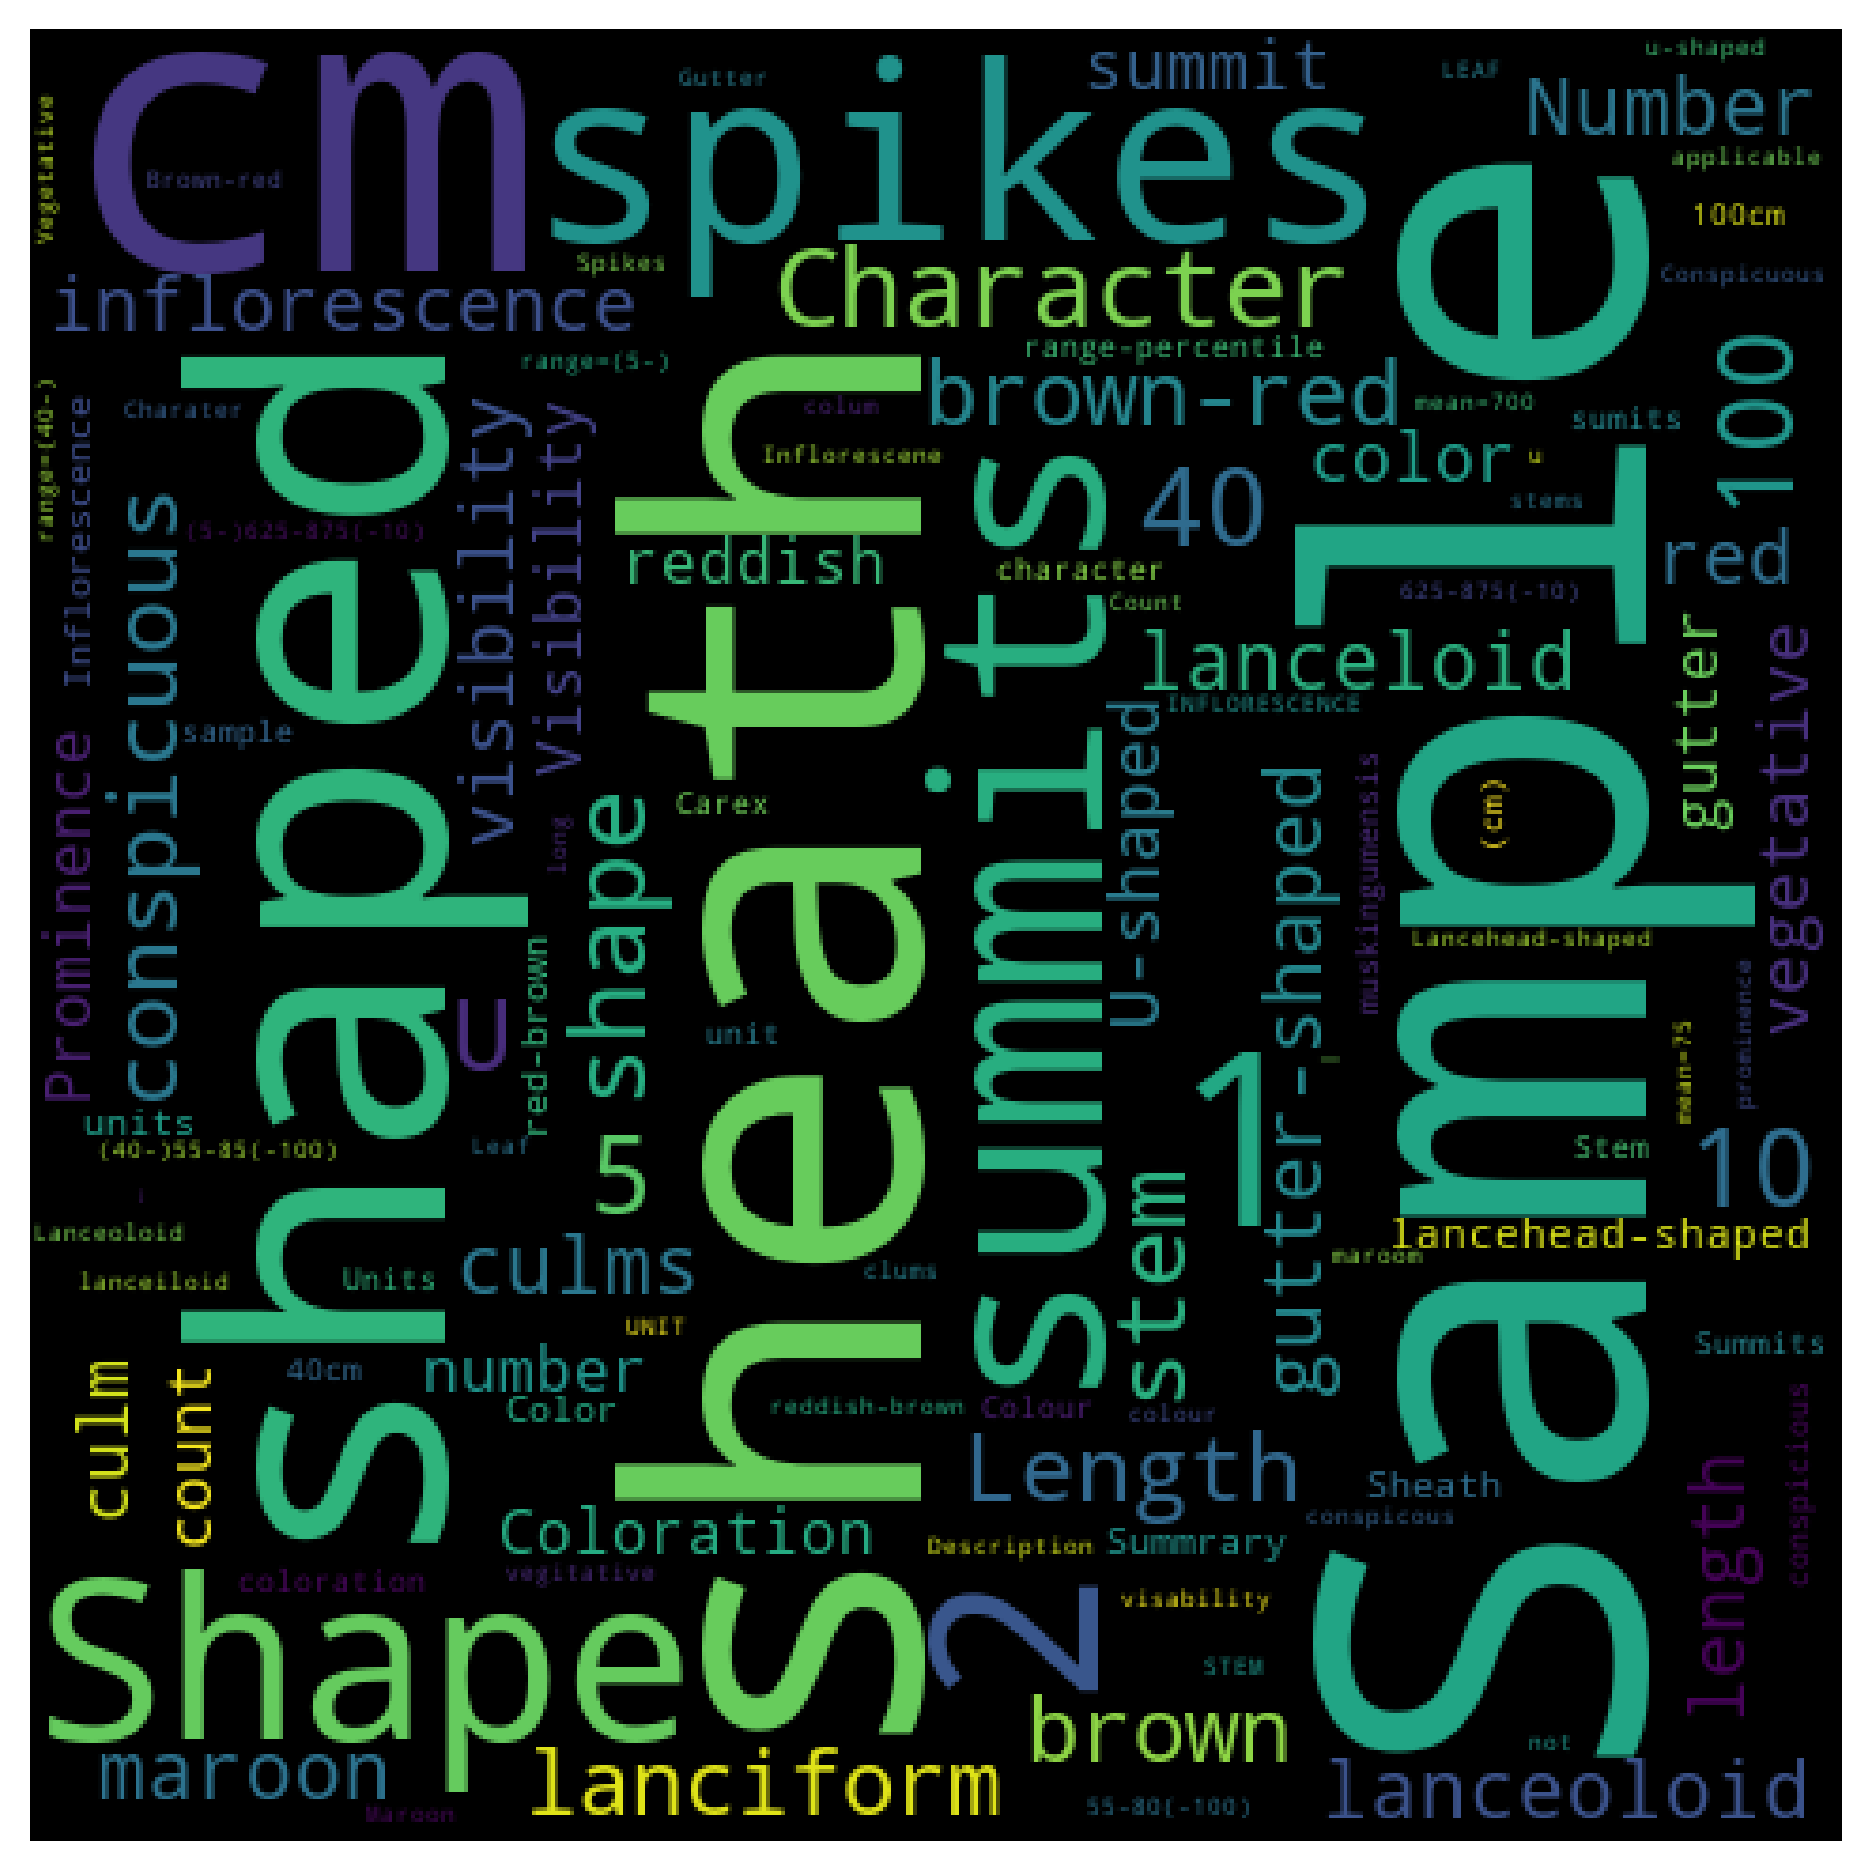 cm
spikes
summit
Gutter
LEAF
u-shaped
Number
Vegetative
Brown-red
applicable
100cm
Spikes
Character
Conspicuous
inflorescence
range-percentile
range=(5-)
brown-red
mean=700
sumits
100
range=(40-)
Inflorescence
Charater
shaped
visibility
Visibility
sheath
colum
Inflorescene
summits
40
color
u
stems
Sample
(5-)625-875(-10)
conspicuous
reddish
character
Count
red
625-875(-10)
lanceloid
INFLORESCENCE
gutter
vegetative
sample
Prominence
U-shaped
gutter-shaped
muskingumensis
(cm)
Carex
long
shape
Lancehead-shaped
U
red-brown
unit
1
mean=75
prominence
units
(40-)55-85(-100)
Leaf
5
stem
Stem
10
l
Lanceoloid
lancehead-shaped
lanceiloid
Units
culms
clums
maroom
UNIT
Summits
culm
count
40cm
number
Color
reddish-brown
Colour
colour
Length
Sheath
conspicous
length
conspicious
Coloration
Description
Summrary
coloration
vegitative
Shape
2
visability
STEM
brown
not
maroon
Maroon
lanciform
55-80(-100)
lanceoloid